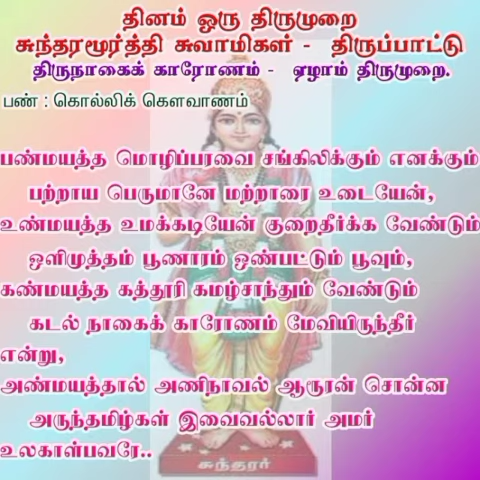 தினம் ஒரு திருமுறை
சுந்தரமூர்த்தி சுவாமிகள் - திருப்பாட்டு
திருநாகைக் காரோணம் - ஏழாம் திருமுறை.
பண் : கொல்லிக் கௌவாணம்
பண்மயத்த மொழிப்பரவை சங்கிலிக்கும் எனக்கும்
பற்றாய பெருமானே மற்றாரை உடையேன்,
உண்மயத்த உமக்கடியேன் குறைதீர்க்க வேண்டும்
ஒளிமுத்தம் பூணாரம் ஒண்பட்டும் பூவும்,
கண்மயத்த கத்தூரி கமழ்சாந்தும் வேண்டும்
கடல் நாகைக் காரோணம் மேவியிருந்தீர்
என்று,
அண்மயத்தால் அணிநாவல் ஆரூரன் சொன்ன
அருந்தமிழ்கள் இவைவல்லார் அமர்
உலகாள்பவரே..
சுந்தரர்